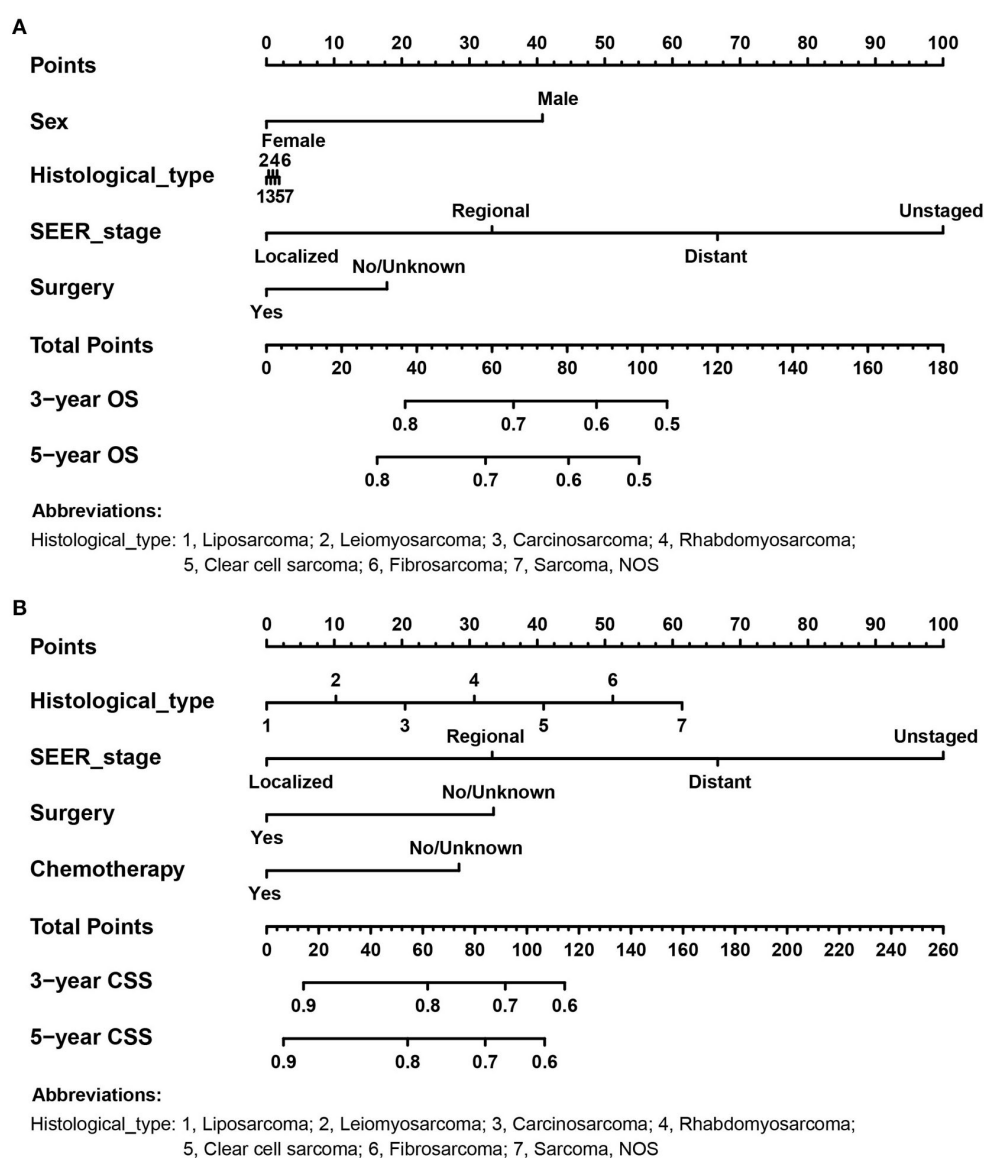 A
0 10 20 30 40 50 60 70 80 90 100
Points
Male
Sex
Female
2 4 6
Histological_type
1 3 5 7
Regional Unstaged
SEER_stage
Localized Distant
No/Unknown
Surgery
Yes
Total Points
0 20 40 60 80 100 120 140 160 180
3−year OS
0.8 0.7 0.6 0.5
5−year OS
0.8 0.7 0.6 0.5
Abbreviations:
Histological_type: 1, Liposarcoma; 2, Leiomyosarcoma; 3, Carcinosarcoma; 4, Rhabdomyosarcoma;
5, Clear cell sarcoma; 6, Fibrosarcoma; 7, Sarcoma, NOS
B
0 10 20 30 40 50 60 70 80 90 100
Points
2 4 6
Histological_type
1 3 5 7
Regional Unstaged
SEER_stage
Localized Distant
No/Unknown
Surgery
Yes
No/Unknown
Chemotherapy
Yes
Total Points
0 20 40 60 80 100 120 140 160 180 200 220 240 260
3−year CSS
0.9 0.8 0.7 0.6
5−year CSS
0.9 0.8 0.7 0.6
Abbreviations:
Histological_type: 1, Liposarcoma; 2, Leiomyosarcoma; 3, Carcinosarcoma; 4, Rhabdomyosarcoma;
5, Clear cell sarcoma; 6, Fibrosarcoma; 7, Sarcoma, NOS